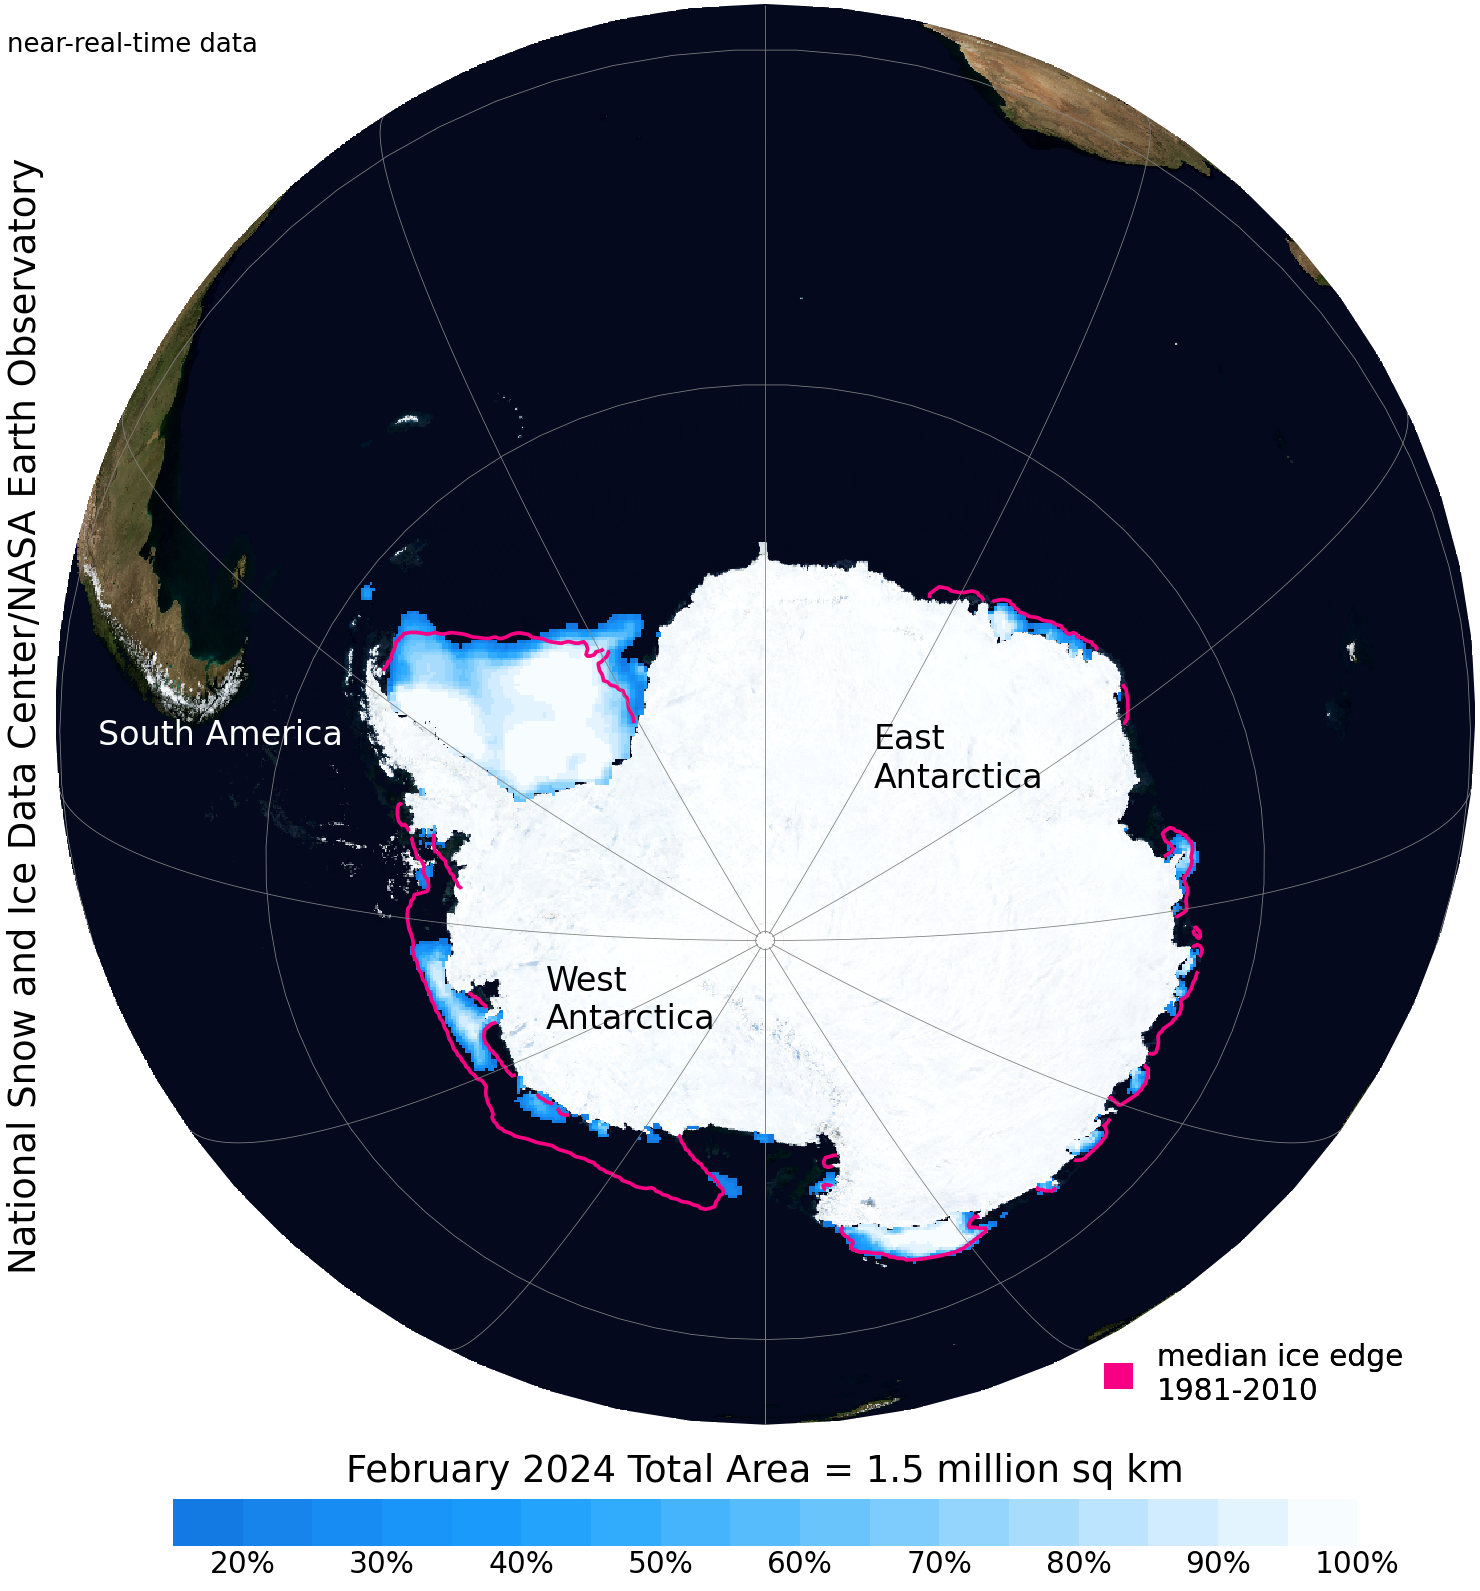 near-real-time data
National Snow and Ice Data Center/NASA Earth Observatory
South America
East
Antarctica
West
Antarctica
median ice edge
1981-2010
February 2024 Total Area = 1.5 million sq km
20% 30% 40% 50% 60% 70% 80% 90% 100%